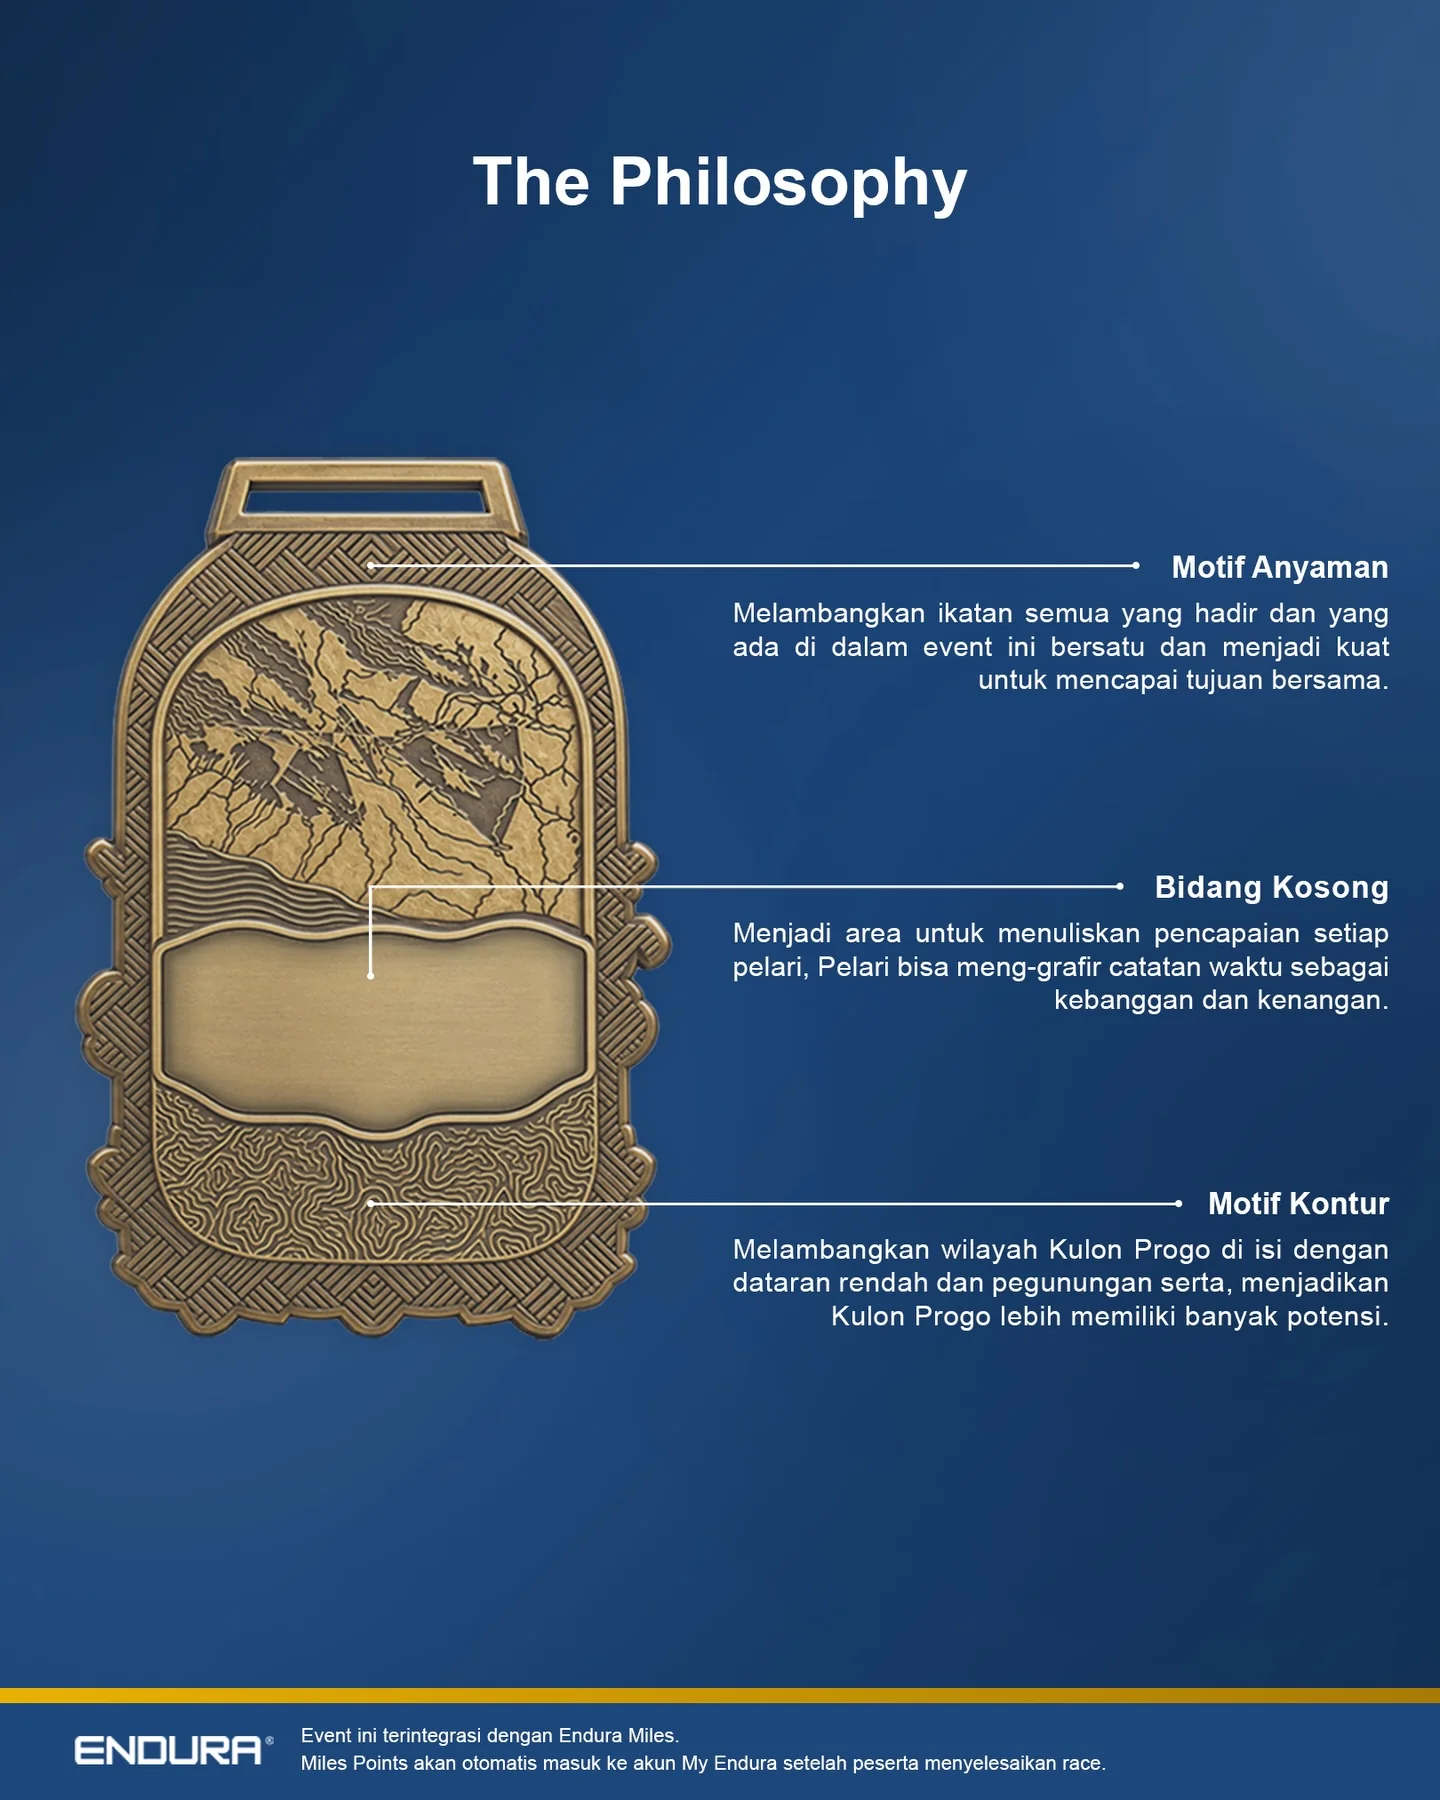 The Philosophy
Motif Anyaman
Melambangkan ikatan semua yang hadir dan yang
ada di dalam event ini bersatu dan menjadi kuat
untuk mencapai tujuan bersama.
Bidang Kosong
Menjadi area untuk menuliskan pencapaian setiap
pelari, Pelari bisa meng-grafir catatan waktu sebagai
kebanggan dan kenangan.
Motif Kontur
Melambangkan wilayah Kulon Progo di isi dengan
dataran rendah dan pegunungan serta, menjadikan
Kulon Progo lebih memiliki banyak potensi.
ENDURA®
Event ini terintegrasi dengan Endura Miles.
Miles Points akan otomatis masuk ke akun My Endura setelah peserta menyelesaikan race.